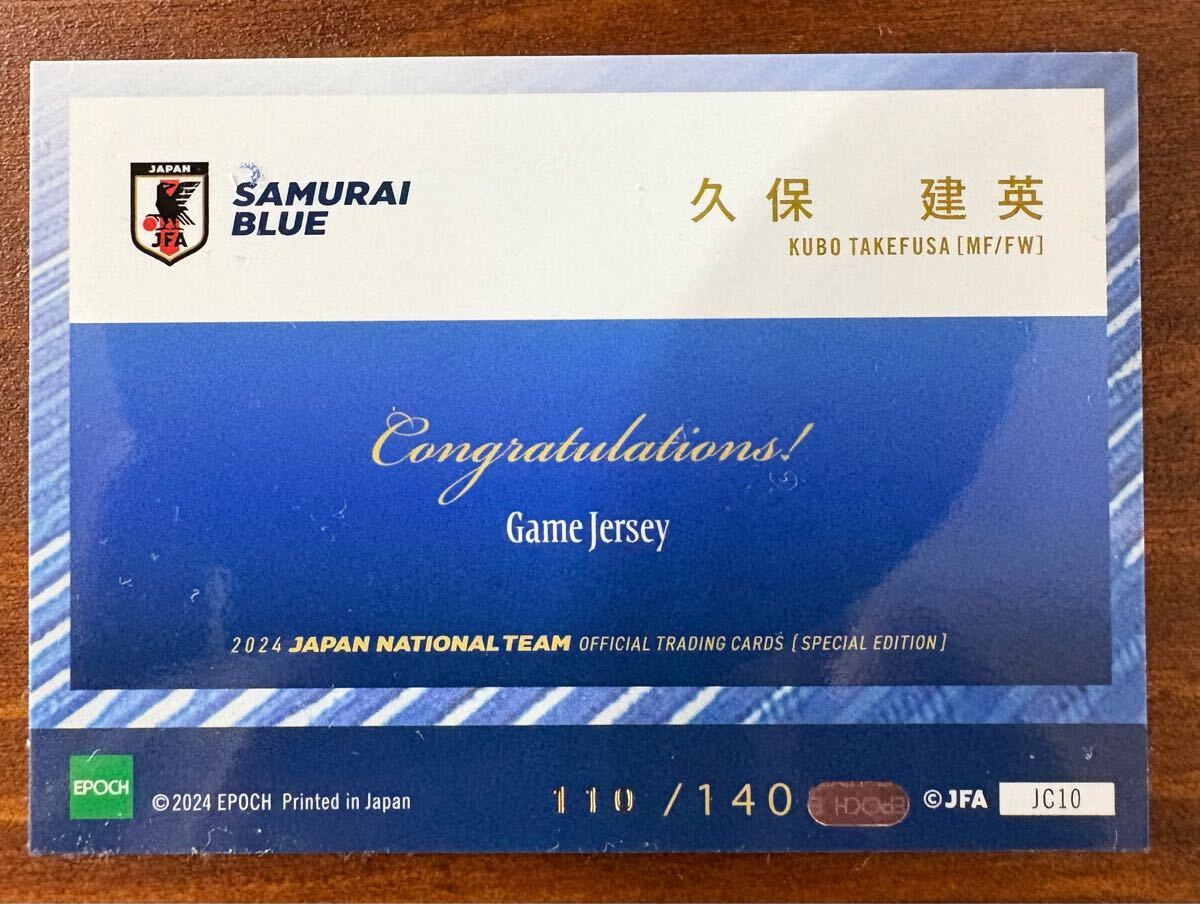 JAPAN
JFA
SAMURAI
BLUE
久保 建英
KUBO TAKEFUSA [MF/FW]
Congratulations!
Game Jersey
2024 JAPAN NATIONAL TEAM OFFICIAL TRADING CARDS [SPECIAL EDITION]
EPOCH
©2024 EPOCH Printed in Japan
110 /140
EPOCH
©JFA
JC10